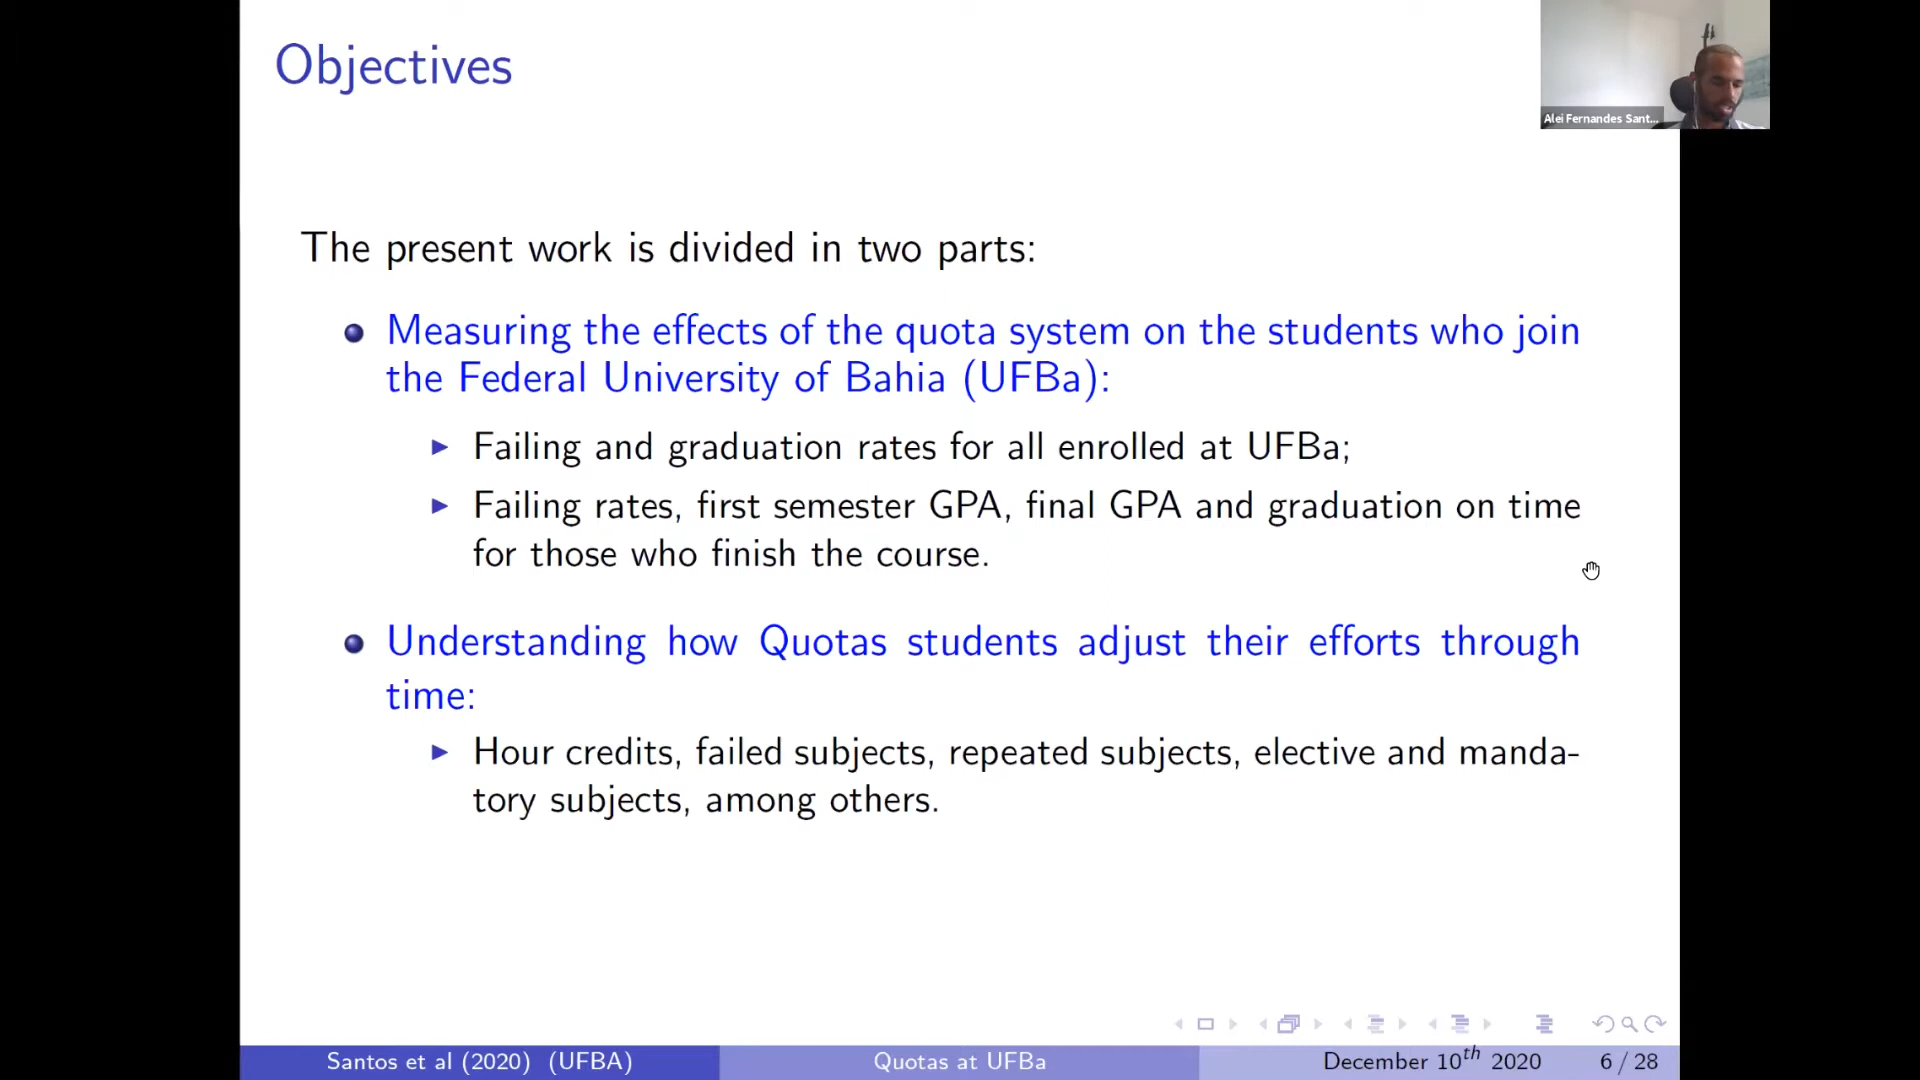 Objectives
Alei Fernandes Sant...
The present work is divided in two parts:
Measuring the effects of the quota system on the students who join
the Federal University of Bahia (UFBa):
Failing and graduation rates for all enrolled at UFBa;
Failing rates, first semester GPA, final GPA and graduation on time
for those who finish the course.
Understanding how Quotas students adjust their efforts through
time:
Hour credits, failed subjects, repeated subjects, elective and manda-
tory subjects, among others.
Santos et al (2020) (UFBA) Quotas at UFBa December 10th 2020 6 / 28